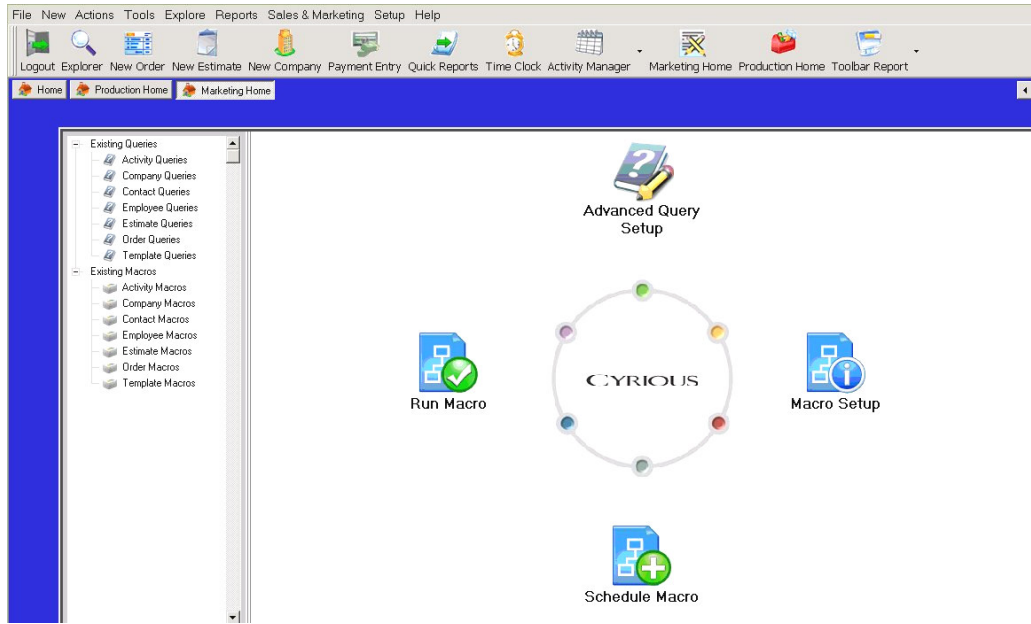 File New Actions Tools Explore Reports Sales & Marketing Setup Help
Logout Explorer New Order New Estimate New Company Payment Entry Quick Reports Time Clock Activity Manager Marketing Home Production Home Toolbar Report
Home Production Home Marketing Home
Existing Queries
Activity Queries
Company Queries
Contact Queries
Employee Queries
Estimate Queries
Order Queries
Template Queries
Existing Macros
Activity Macros
Company Macros
Contact Macros
Employee Macros
Estimate Macros
Order Macros
Template Macros
Advanced Query
Setup
Run Macro
CYRIOUS
Macro Setup
Schedule Macro